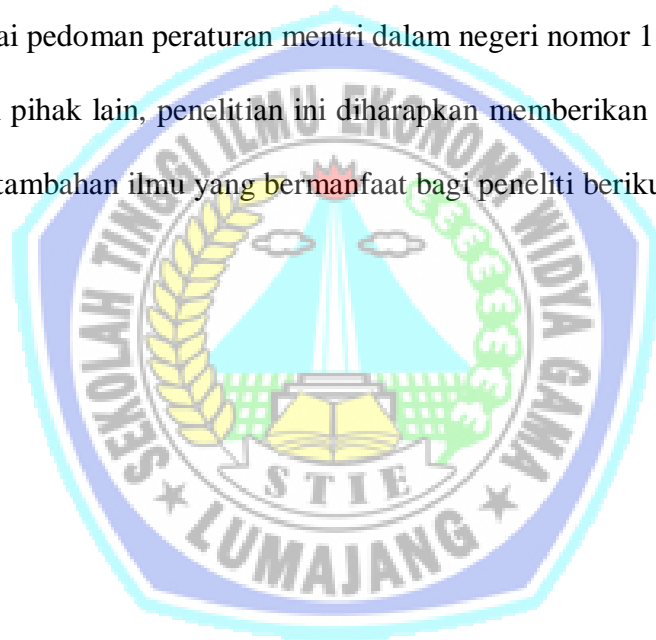 ai pedoman peraturan mentri dalam negeri nomor 1
pihak lain, penelitian ini diharapkan memberikan
tambahan ilmu yang bermanfaat bagi peneliti beriku
SEKOLAH TINGGI ILMU EKONOMI WIDYA GAMA
STIE
LUMAJANG